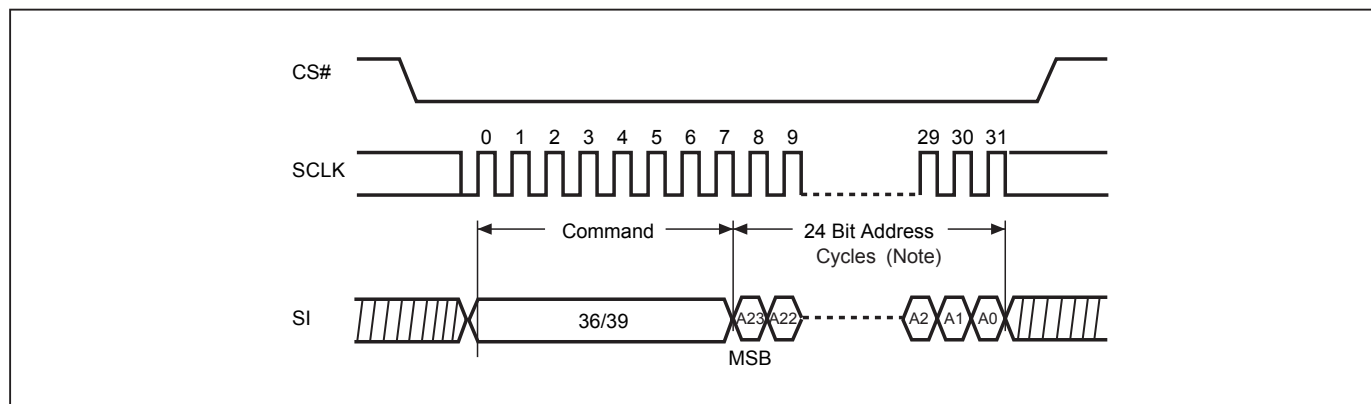 CS#
0 1 2 3 4 5 6 7 8 9 29 30 31
SCLK
Command 24 Bit Address
Cycles (Note)
SI 36/39 A23 A22 A2 A1 A0
MSB